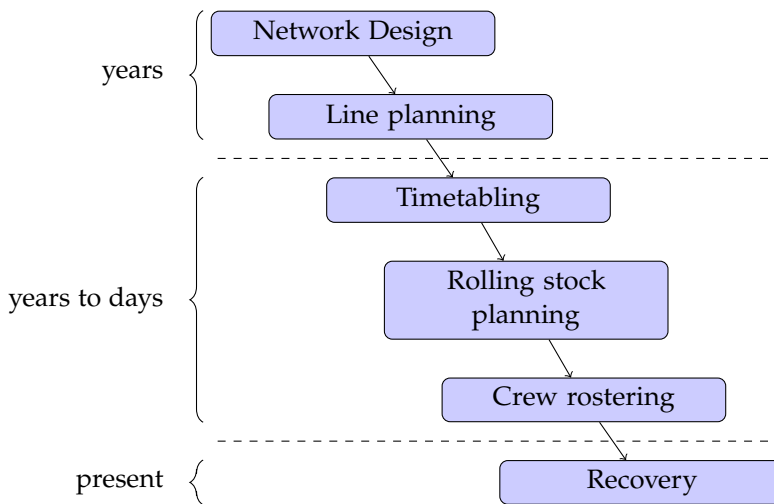 Network Design
years
Line planning
Timetabling
years to days
Rolling stock
planning
Crew rostering
present
Recovery